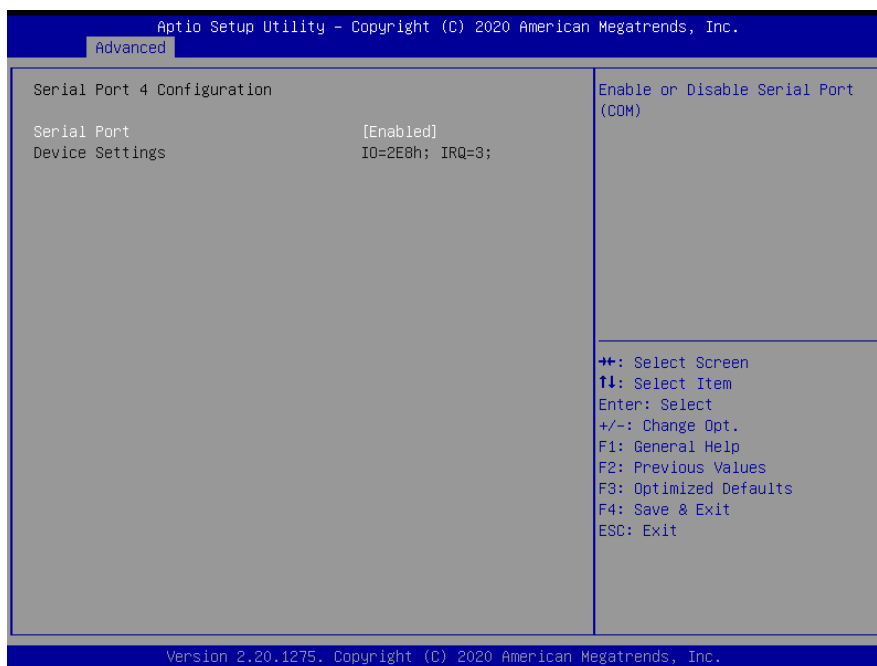 Aptio Setup Utility – Copyright (C) 2020 American Megatrends, Inc.
Advanced
Serial Port 4 Configuration
Serial Port [Enabled]
Device Settings IO=2E8h; IRQ=3;
Enable or Disable Serial Port
(COM)
→←: Select Screen
↑↓: Select Item
Enter: Select
+/-: Change Opt.
F1: General Help
F2: Previous Values
F3: Optimized Defaults
F4: Save & Exit
ESC: Exit
Version 2.20.1275. Copyright (C) 2020 American Megatrends, Inc.